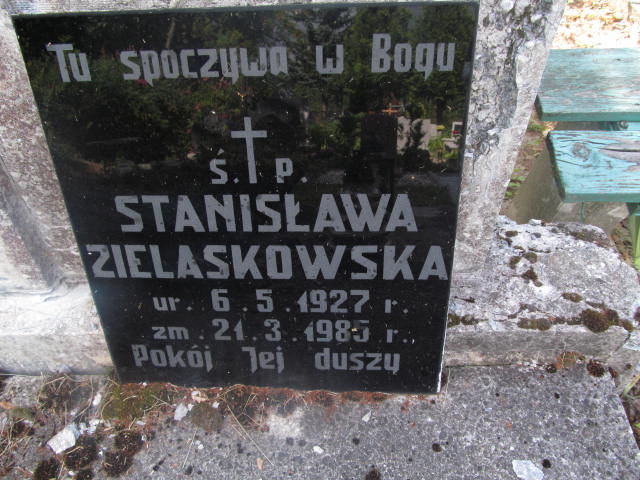 Tu spoczywa w Bogu
ś. p.
STANISŁAWA
ZIELASKOWSKA
ur. 6.5.1927 r.
zm. 21.3.1985 r.
Pokój Jej duszy